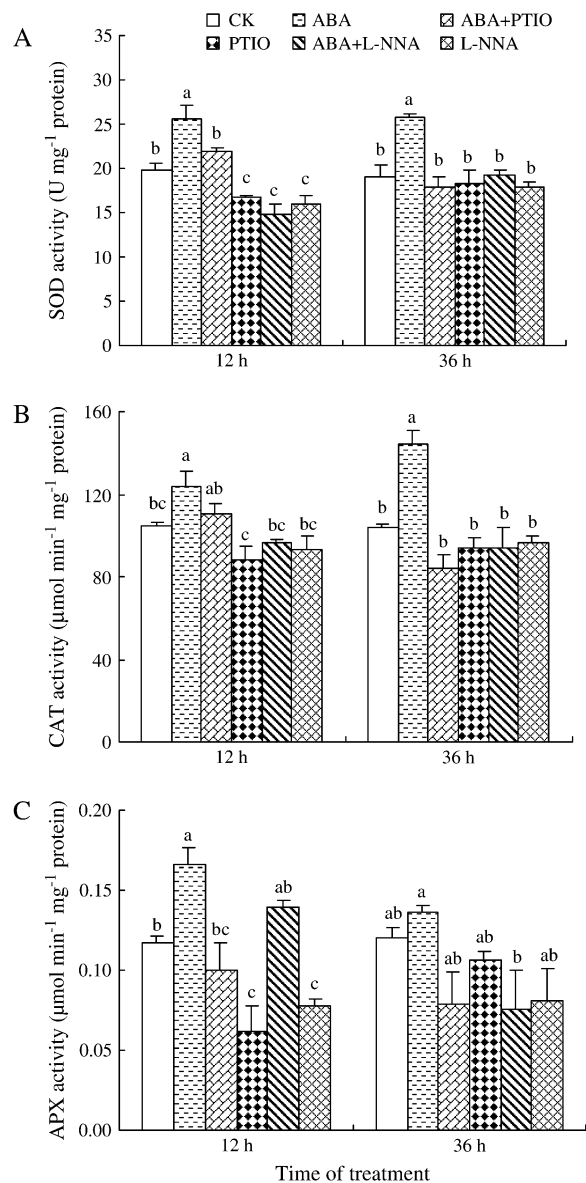 CK ABA ABA+PTIO
PTIO ABA+L-NNA L-NNA
A
SOD activity (U mg-1 protein)
35
30
25
20
15
10
5
0
b a b c c c
b a b b b b
12 h 36 h
B
CAT activity (µmol min-1 mg-1 protein)
160
120
80
40
0
bc a ab c bc bc
b a b b b b
12 h 36 h
C
APX activity (µmol min-1 mg-1 protein)
0.20
0.15
0.10
0.05
0.00
b a bc c ab c
ab a ab ab b ab
12 h 36 h
Time of treatment